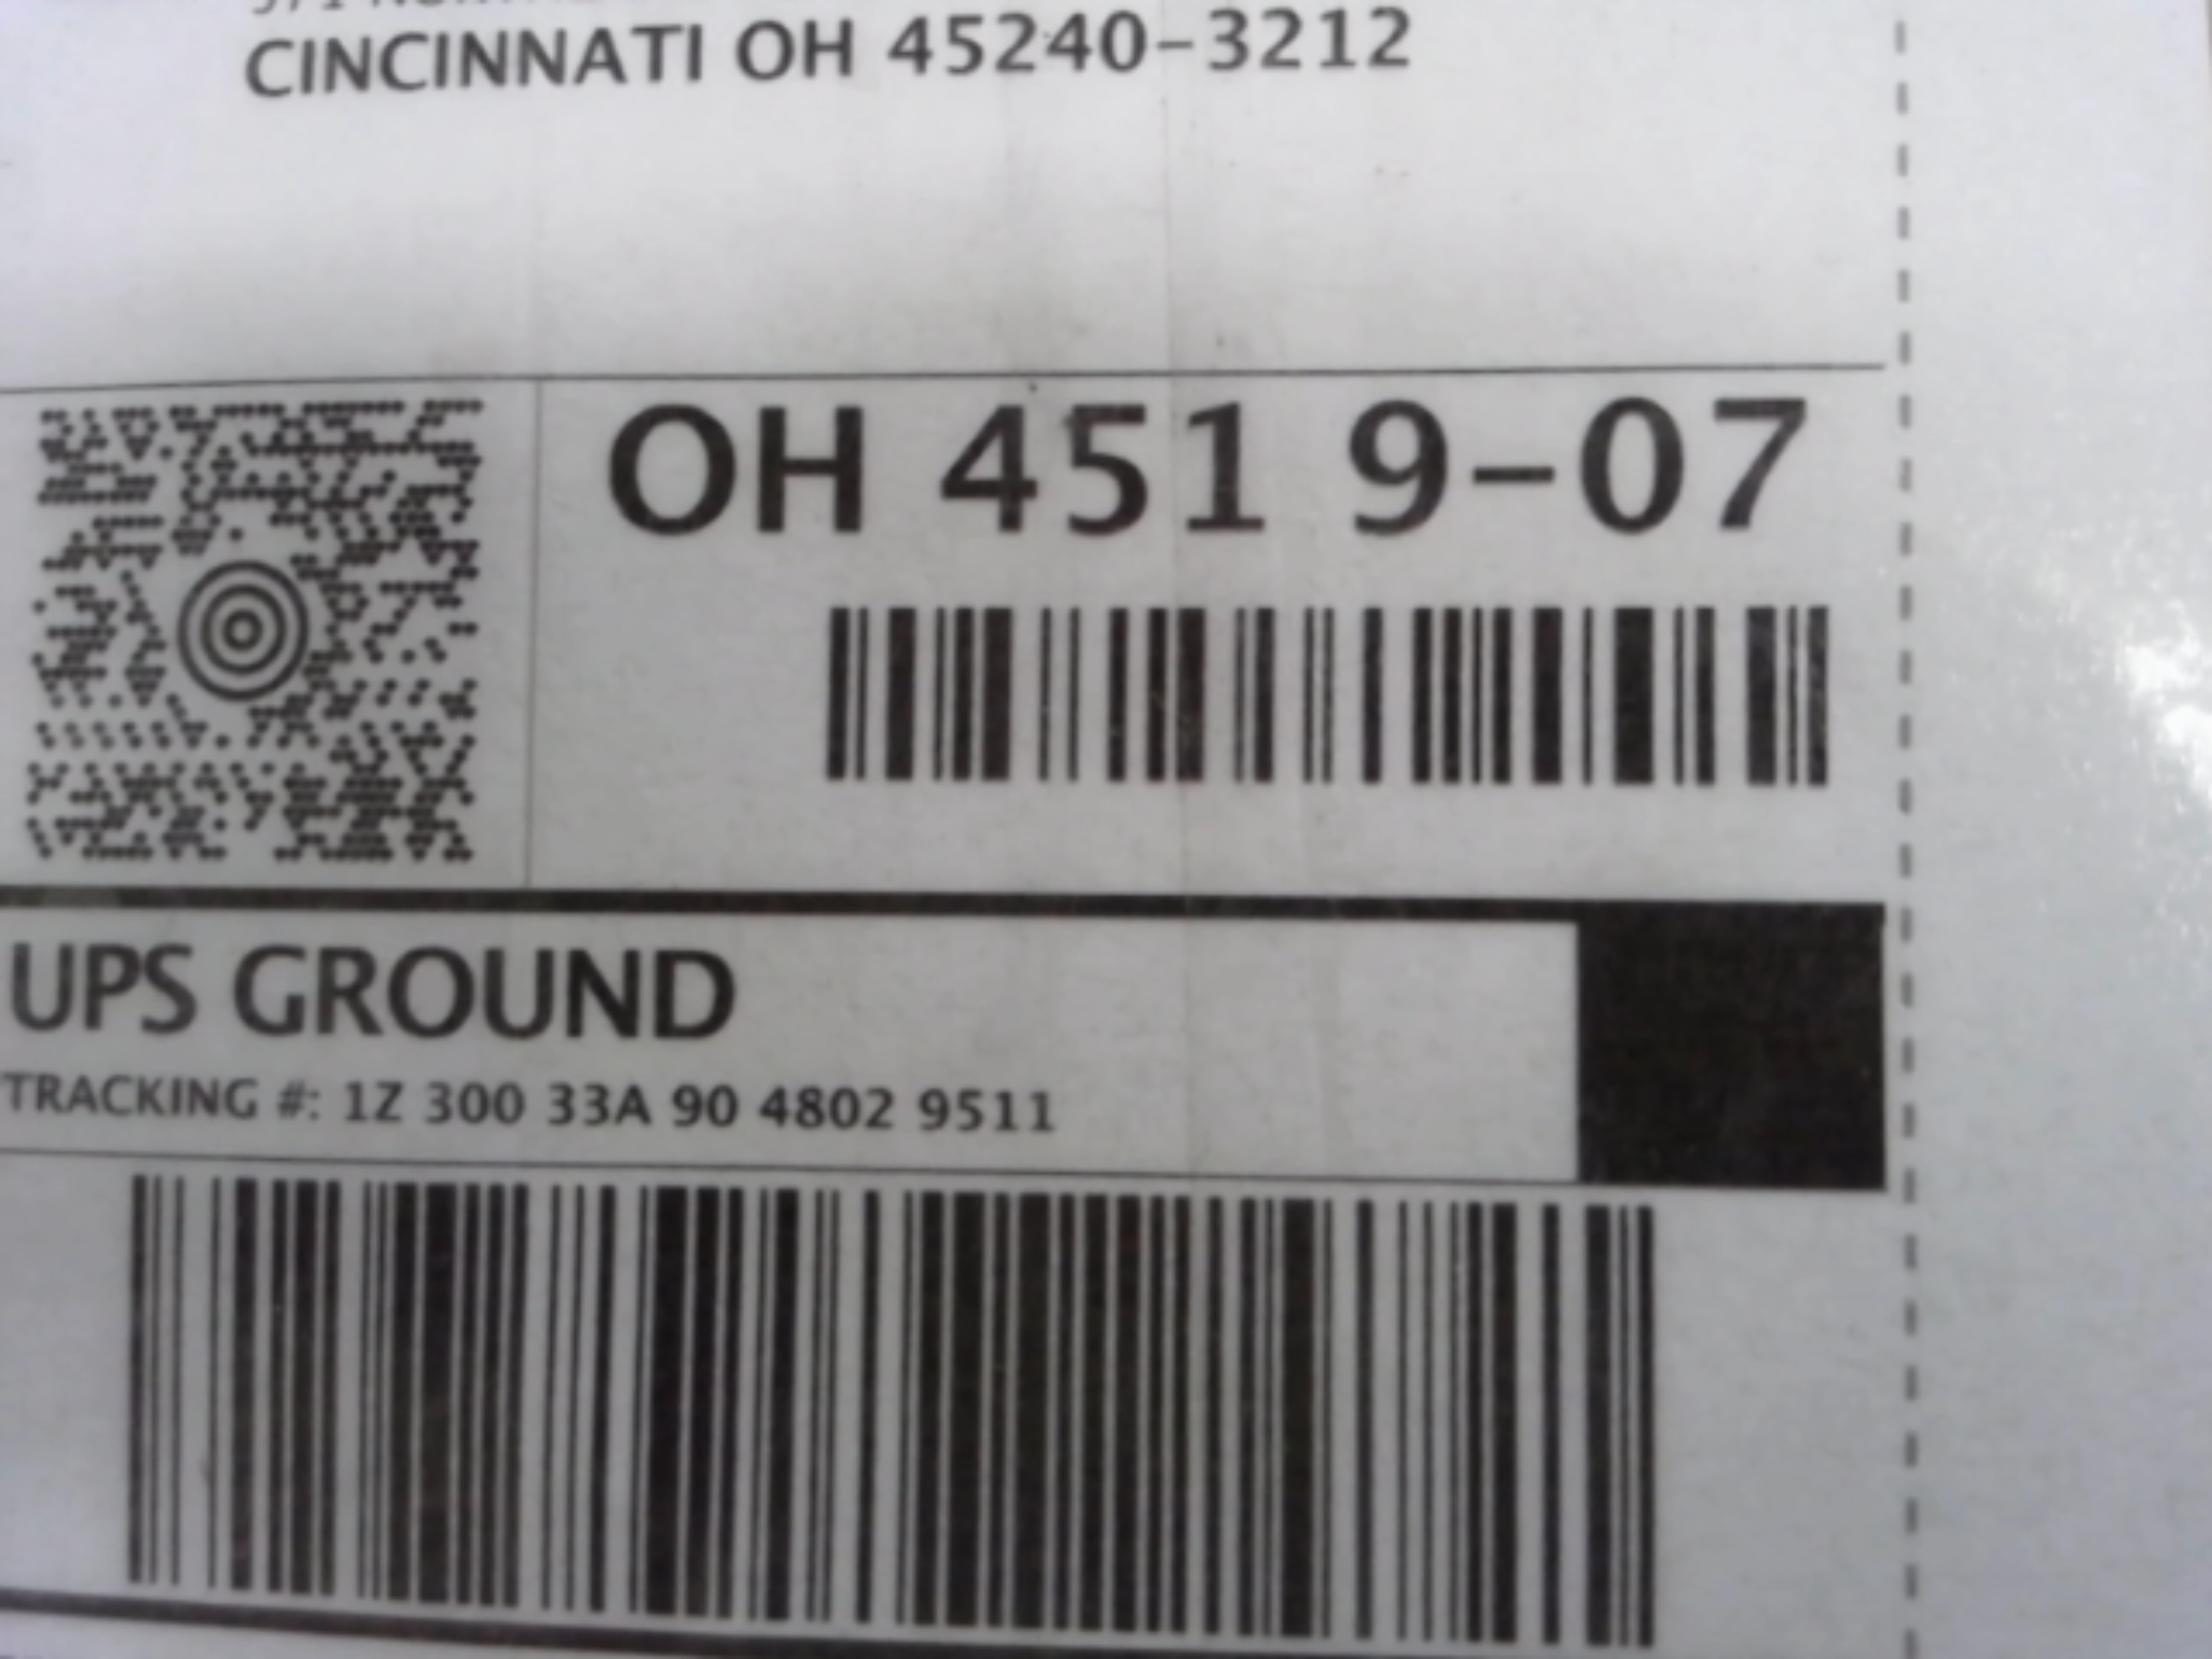 CINCINNATI OH 45240-3212
OH 451 9-07
UPS GROUND
TRACKING #: 1Z 300 33A 90 4802 9511